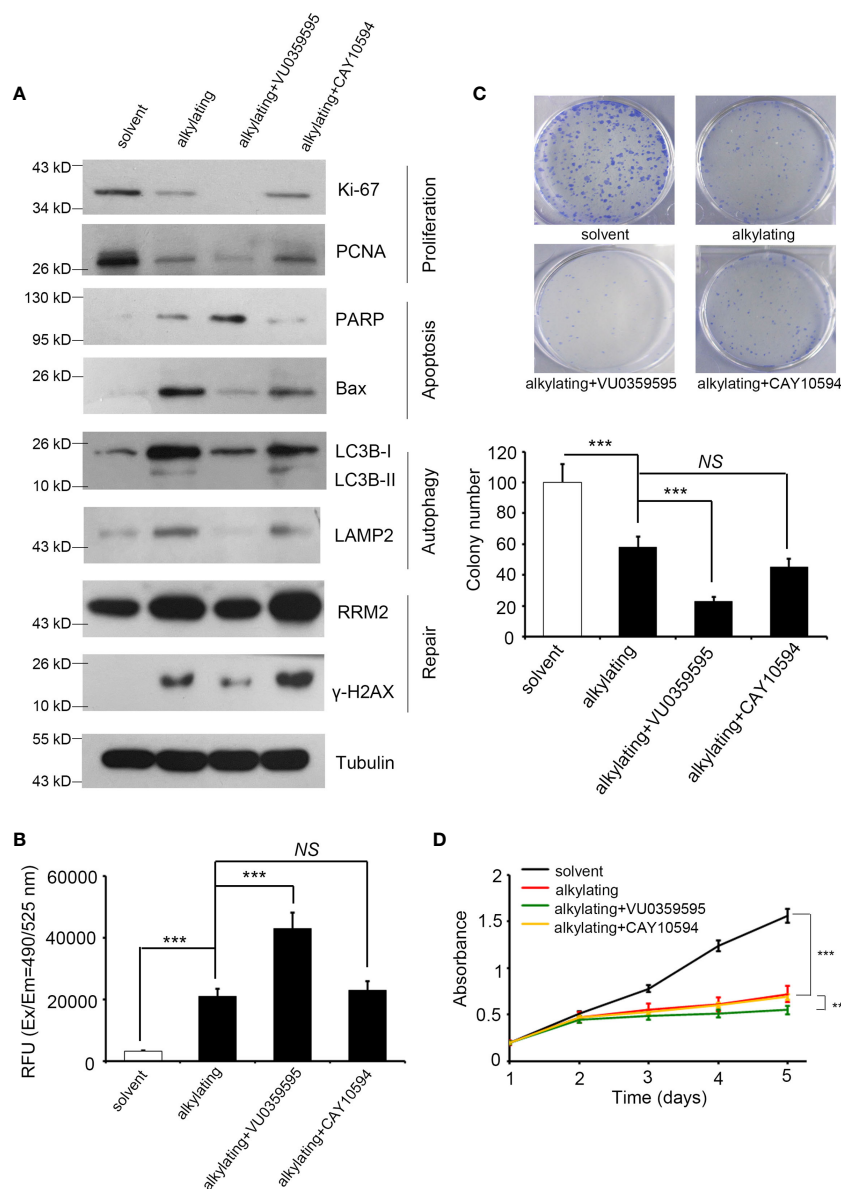 A
solvent
alkylating
alkylating+VU0359595
alkylating+CAY10594
43 kD
34 kD
Ki-67
26 kD
PCNA
Proliferation
130 kD
95 kD
PARP
26 kD
Bax
Apoptosis
26 kD
10 kD
LC3B-I
LC3B-II
43 kD
LAMP2
Autophagy
43 kD
RRM2
26 kD
10 kD
γ-H2AX
Repair
55 kD
43 kD
Tubulin
B
RFU (Ex/Em=490/525 nm)
60000
40000
20000
0
***
***
NS
solvent
alkylating
alkylating+VU0359595
alkylating+CAY10594
C
solvent
alkylating
alkylating+VU0359595
alkylating+CAY10594
Colony number
120
100
80
60
40
20
0
***
NS
***
solvent
alkylating
alkylating+VU0359595
alkylating+CAY10594
D
Absorbance
2
1.5
1
0.5
0
solvent
alkylating
alkylating+VU0359595
alkylating+CAY10594
***
**
1
2
3
4
5
Time (days)